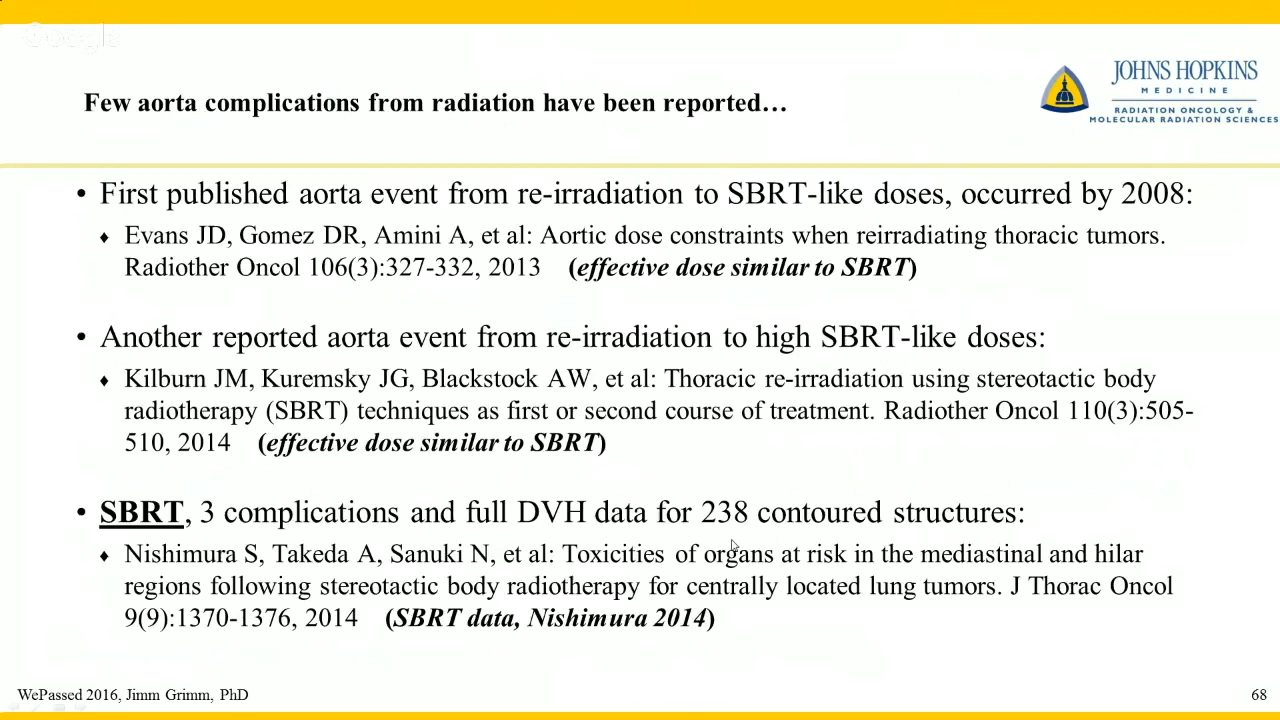 Google
JOHNS HOPKINS
MEDICINE
RADIATION ONCOLOGY &
MOLECULAR RADIATION SCIENCES
Few aorta complications from radiation have been reported…
• First published aorta event from re-irradiation to SBRT-like doses, occurred by 2008:
♦ Evans JD, Gomez DR, Amini A, et al: Aortic dose constraints when reirradiating thoracic tumors.
Radiother Oncol 106(3):327-332, 2013 (effective dose similar to SBRT)
• Another reported aorta event from re-irradiation to high SBRT-like doses:
♦ Kilburn JM, Kuremsky JG, Blackstock AW, et al: Thoracic re-irradiation using stereotactic body
radiotherapy (SBRT) techniques as first or second course of treatment. Radiother Oncol 110(3):505-
510, 2014 (effective dose similar to SBRT)
• SBRT, 3 complications and full DVH data for 238 contoured structures:
♦ Nishimura S, Takeda A, Sanuki N, et al: Toxicities of organs at risk in the mediastinal and hilar
regions following stereotactic body radiotherapy for centrally located lung tumors. J Thorac Oncol
9(9):1370-1376, 2014 (SBRT data, Nishimura 2014)
WePassed 2016, Jimm Grimm, PhD
68